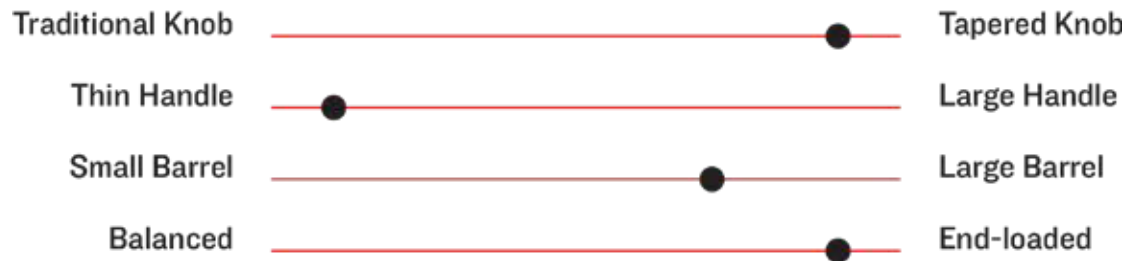 Traditional Knob Tapered Knob
Thin Handle Large Handle
Small Barrel Large Barrel
Balanced End-loaded